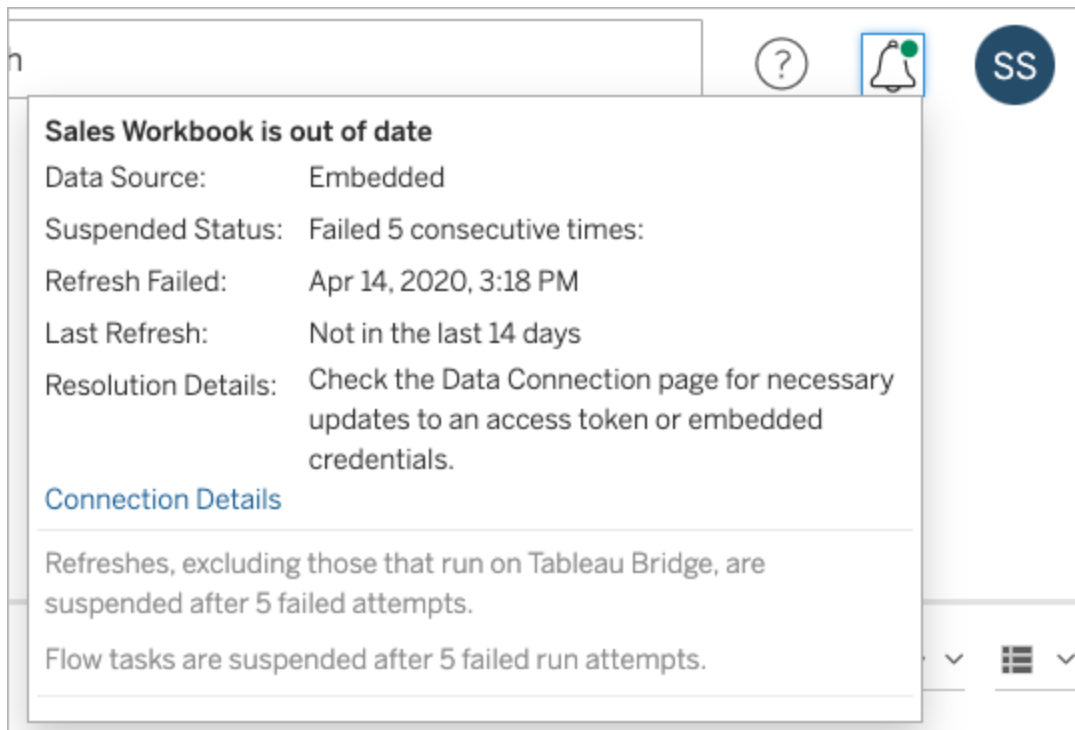 h
?
SS
Sales Workbook is out of date
Data Source: Embedded
Suspended Status: Failed 5 consecutive times:
Refresh Failed: Apr 14, 2020, 3:18 PM
Last Refresh: Not in the last 14 days
Resolution Details: Check the Data Connection page for necessary
updates to an access token or embedded
credentials.
Connection Details
Refreshes, excluding those that run on Tableau Bridge, are
suspended after 5 failed attempts.
Flow tasks are suspended after 5 failed run attempts.